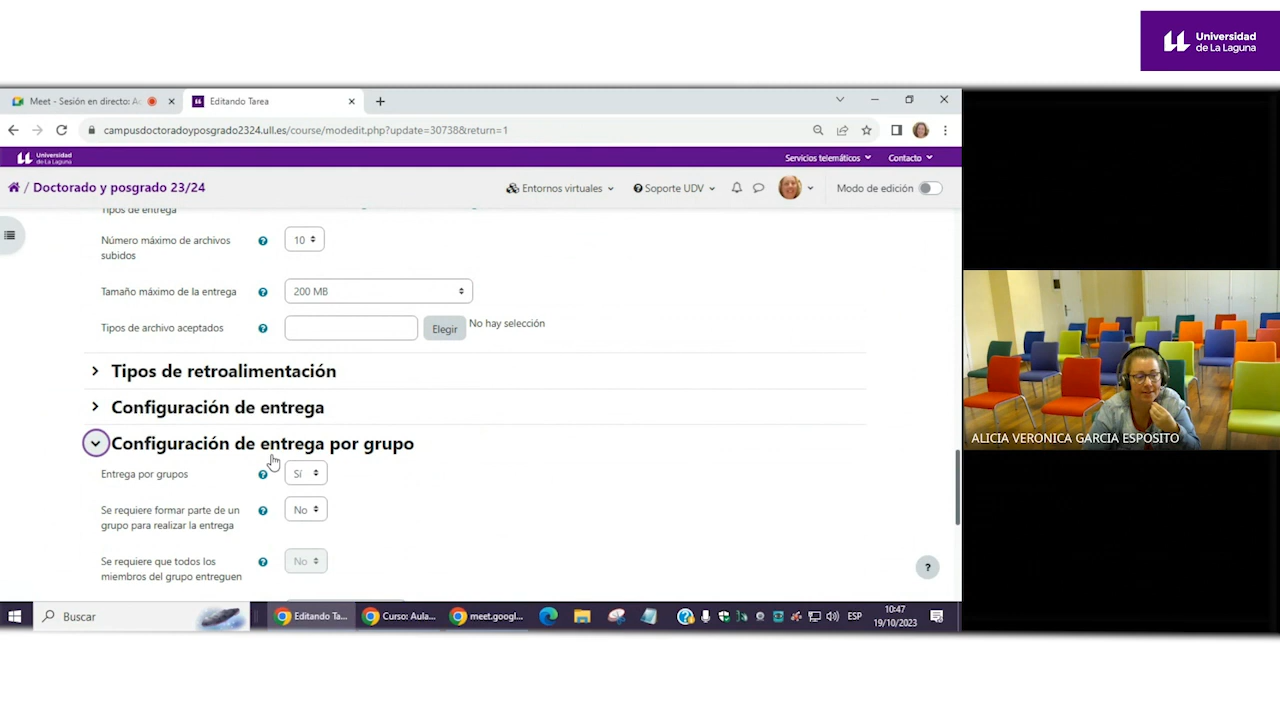 Universidad
de La Laguna
Meet - Sesión en directo: Ac
Editando Tarea
campusdoctoradoyposgrado2324.ull.es/course/modedit.php?update=30738&return=1
Universidad
de La Laguna
Servicios telemáticos
Contacto
/ Doctorado y posgrado 23/24
Entornos virtuales
Soporte UDV
Modo de edición
Tipos de entrega
Número máximo de archivos
subidos
10
Tamaño máximo de la entrega
200 MB
Tipos de archivo aceptados
Elegir
No hay selección
Tipos de retroalimentación
Configuración de entrega
Configuración de entrega por grupo
Entrega por grupos
Sí
Se requiere formar parte de un
grupo para realizar la entrega
No
Se requiere que todos los
miembros del grupo entreguen
No
?
ALICIA VERONICA GARCIA ESPOSITO
Buscar
Editando Ta...
Curso: Aula...
meet.googl...
ESP
10:47
19/10/2023